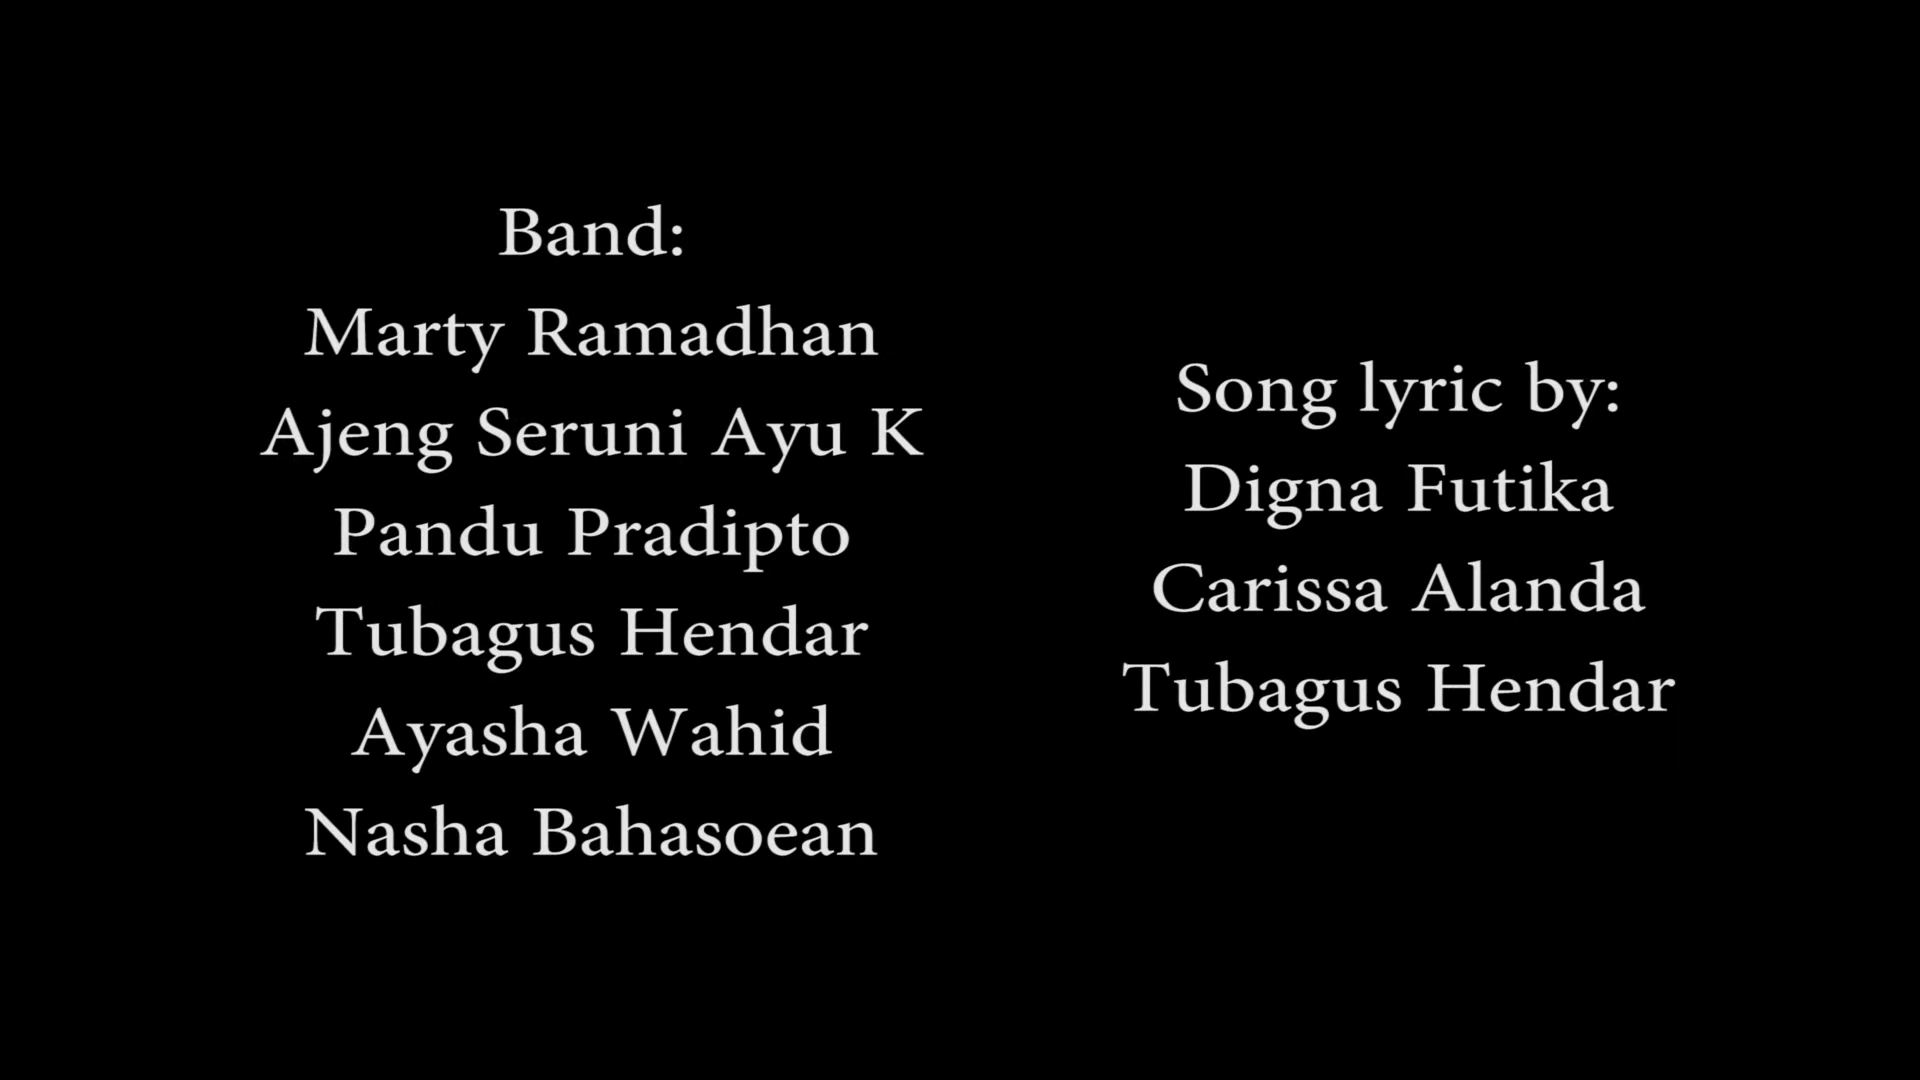 Band:
Marty Ramadhan
Ajeng Seruni Ayu K
Pandu Pradipto
Tubagus Hendar
Ayasha Wahid
Nasha Bahasoean
Song lyric by:
Digna Futika
Carissa Alanda
Tubagus Hendar